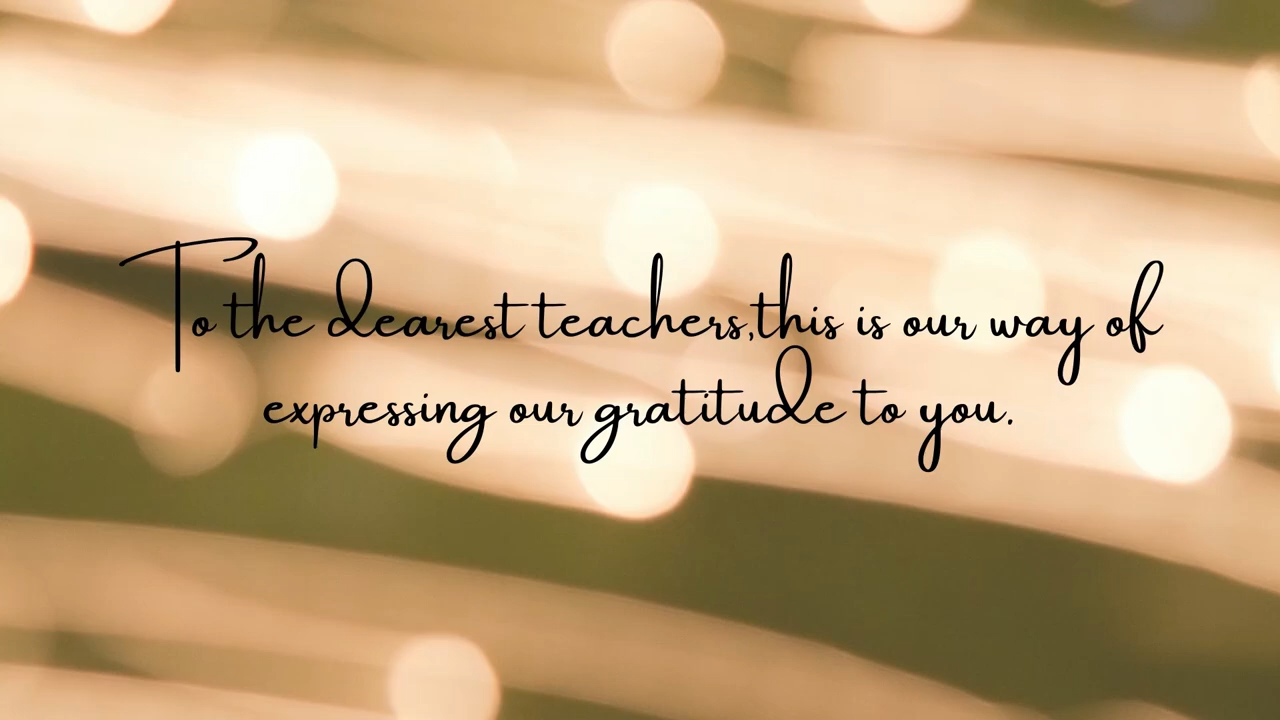 To the dearest teachers,this is our way of
expressing our gratitude to you.